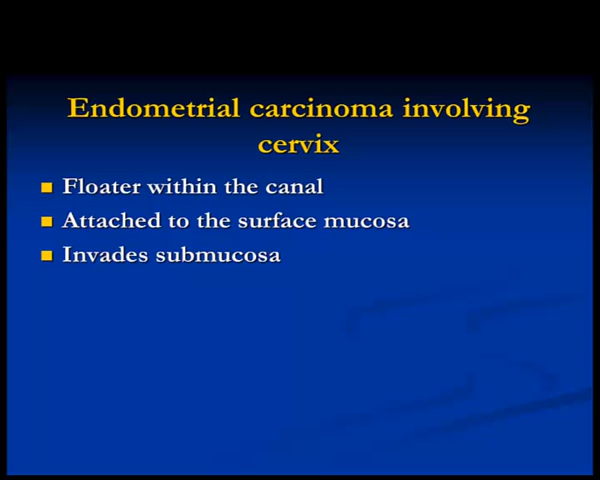 Endometrial carcinoma involving
cervix
Floater within the canal
Attached to the surface mucosa
Invades submucosa